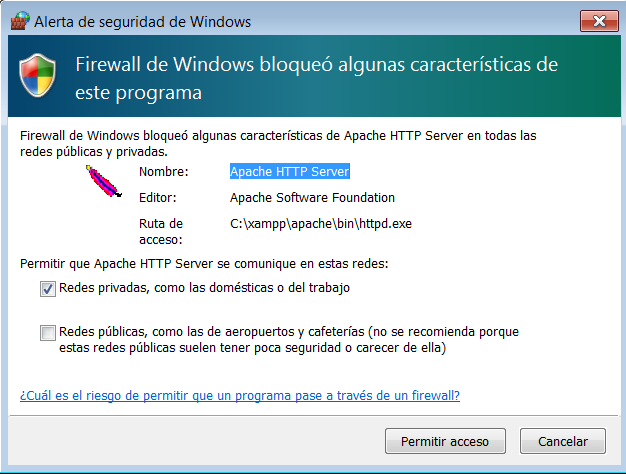 Alerta de seguridad de Windows
Firewall de Windows bloqueó algunas características de
este programa
Firewall de Windows bloqueó algunas características de Apache HTTP Server en todas las
redes públicas y privadas.
Nombre: Apache HTTP Server
Editor: Apache Software Foundation
Ruta de C:\xampp\apache\bin\httpd.exe
acceso:
Permitir que Apache HTTP Server se comunique en estas redes:
Redes privadas, como las domésticas o del trabajo
Redes públicas, como las de aeropuertos y cafeterías (no se recomienda porque
estas redes públicas suelen tener poca seguridad o carecer de ella)
¿Cuál es el riesgo de permitir que un programa pase a través de un firewall?
Permitir acceso Cancelar